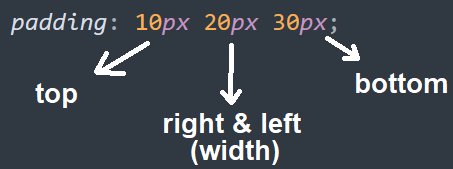 padding: 10px 20px 30px;
top
bottom
right & left
(width)